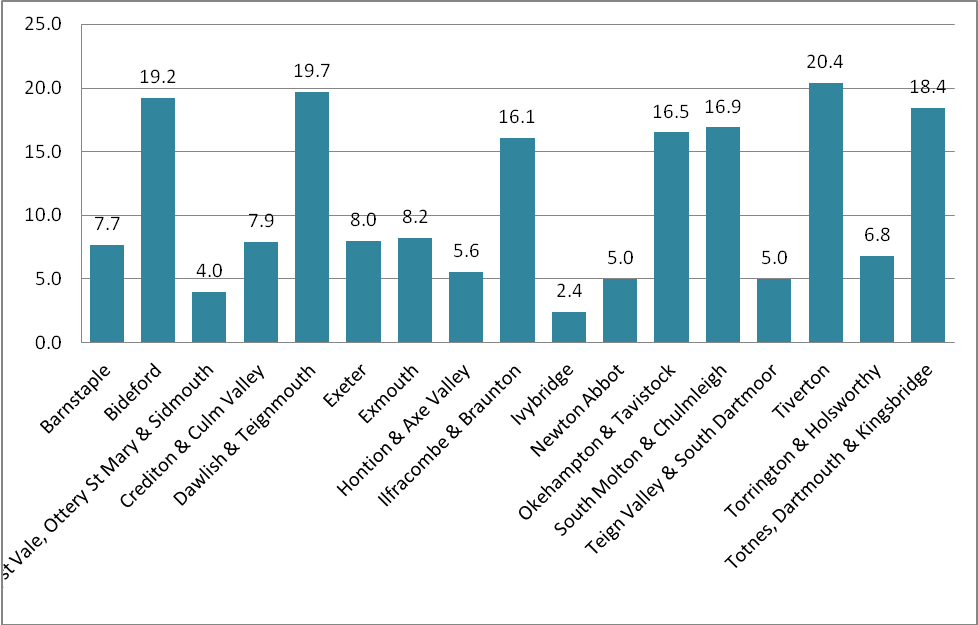 25.0
20.0
15.0
10.0
5.0
0.0
7.7
19.2
4.0
7.9
19.7
8.0
8.2
5.6
16.1
2.4
5.0
16.5
16.9
5.0
20.4
6.8
18.4
Barnstaple
Bideford
st Vale, Ottery St Mary & Sidmouth
Crediton & Culm Valley
Dawlish & Teignmouth
Exeter
Exmouth
Hontion & Axe Valley
Ilfracombe & Braunton
Ivybridge
Newton Abbot
Okehampton & Tavistock
South Molton & Chulmleigh
Teign Valley & South Dartmoor
Tiverton
Torrington & Holsworthy
Totnes, Dartmouth & Kingsbridge